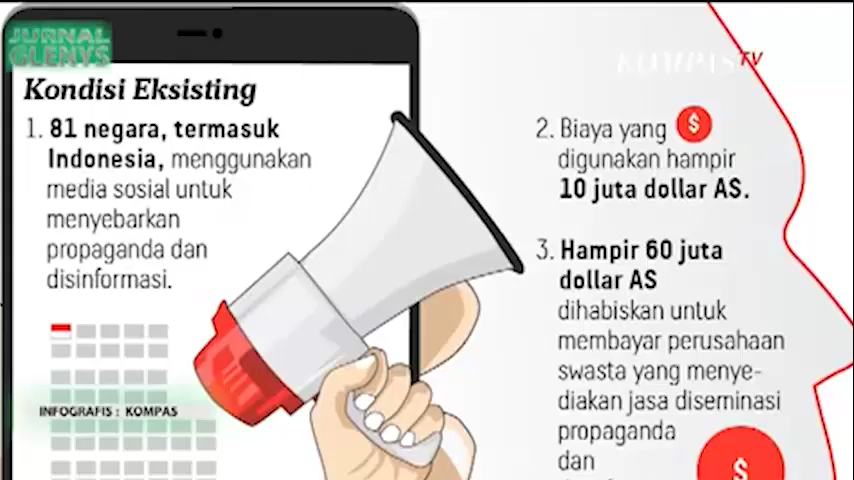 JURNAL
GLENYS
KOMPAS TV
Kondisi Eksisting
1. 81 negara, termasuk
Indonesia, menggunakan
media sosial untuk
menyebarkan
propaganda dan
disinformasi.
INFOGRAFIS : KOMPAS
2. Biaya yang $
digunakan hampir
10 juta dollar AS.
3. Hampir 60 juta
dollar AS
dihabiskan untuk
membayar perusahaan
swasta yang menye-
diakan jasa diseminasi
propaganda
dan
$